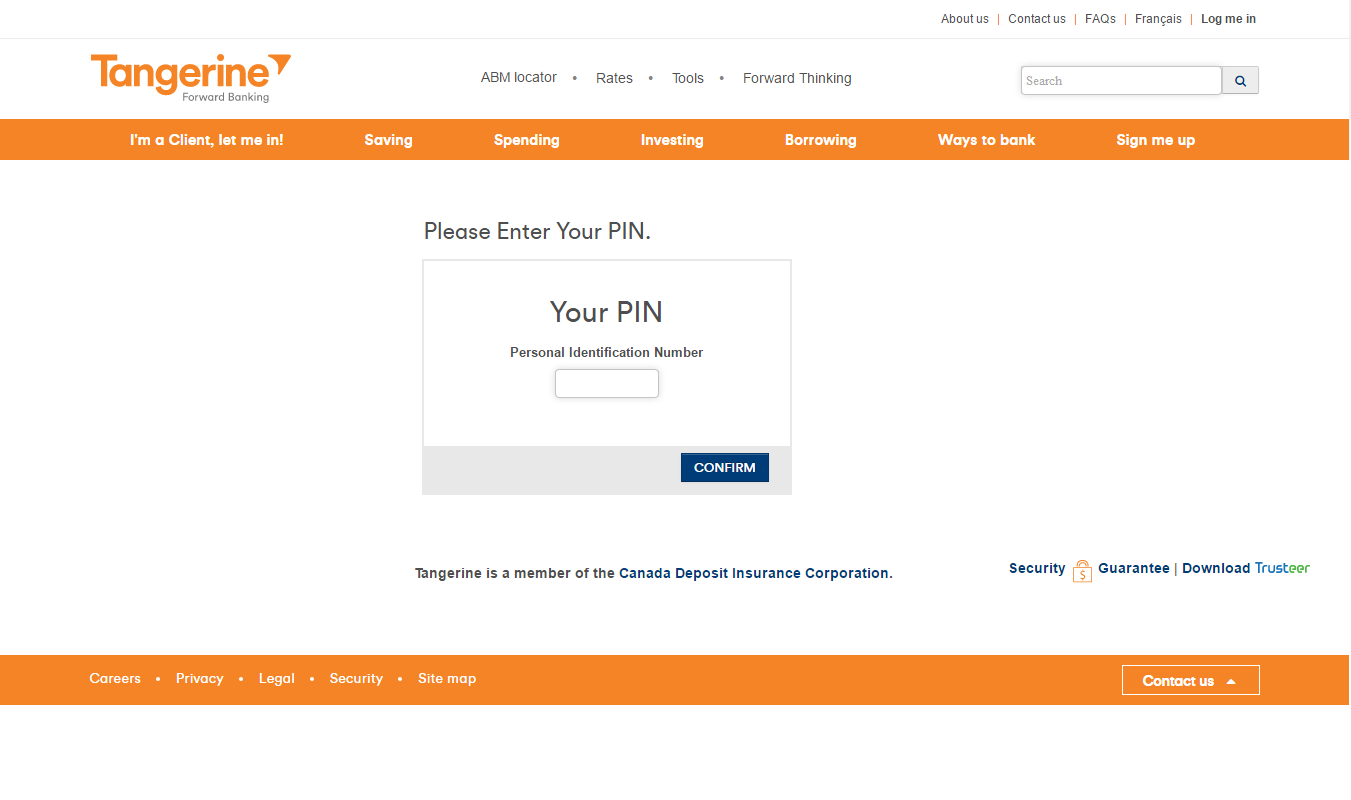 About us | Contact us | FAQs | Français | Log me in
Tangerine
Forward Banking
ABM locator • Rates • Tools • Forward Thinking
Search
I'm a Client, let me in! Saving Spending Investing Borrowing Ways to bank Sign me up
Please Enter Your PIN.
Your PIN
Personal Identification Number
CONFIRM
Tangerine is a member of the Canada Deposit Insurance Corporation.
Security $ Guarantee | Download Trusteer
Careers • Privacy • Legal • Security • Site map
Contact us